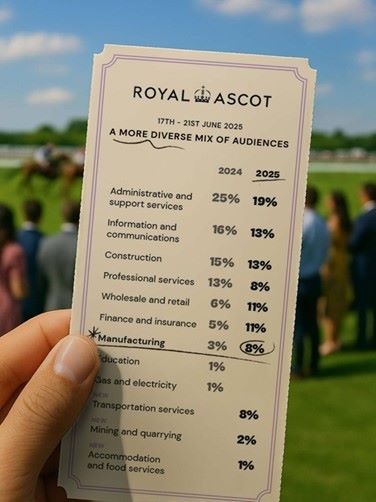 ROYAL ASCOT
17TH - 21ST JUNE 2025
A MORE DIVERSE MIX OF AUDIENCES
2024 2025
Administrative and
support services 25% 19%
Information and
communications 16% 13%
Construction 15% 13%
Professional services 13% 8%
Wholesale and retail 6% 11%
Finance and insurance 5% 11%
*Manufacturing 3% 8%
Education 1%
Gas and electricity 1%
NEW
Transportation services 8%
NEW
Mining and quarrying 2%
NEW
Accommodation
and food services 1%